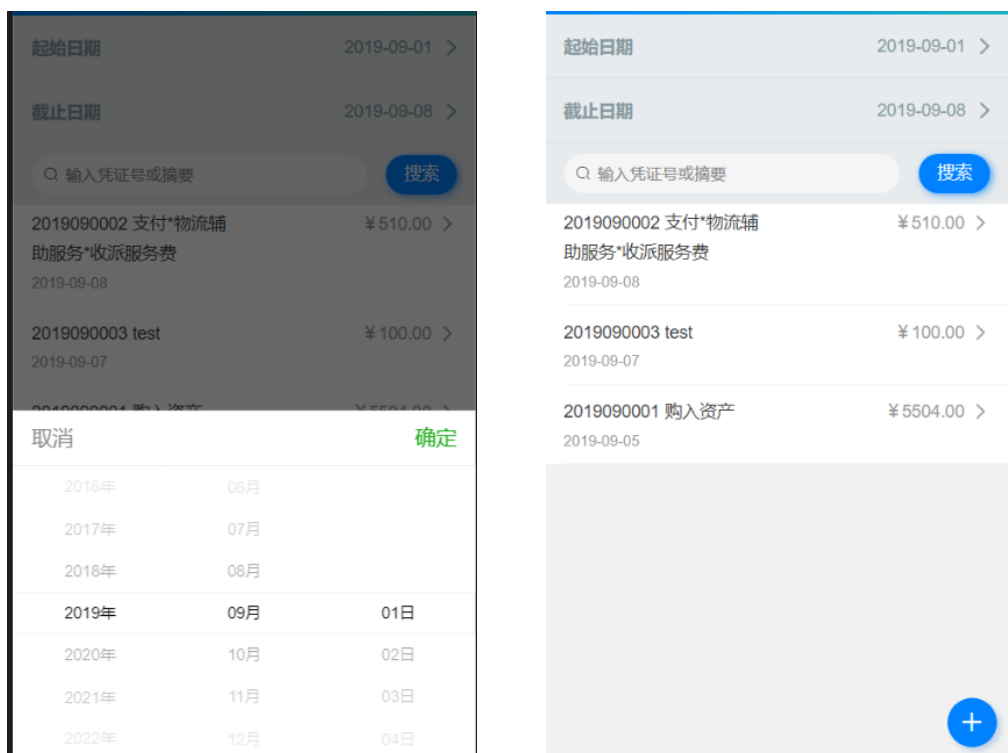 起始日期 2019-09-01
截止日期 2019-09-08
输入凭证号或摘要 搜索
2019090002 支付*物流辅 ¥510.00
助服务*收派服务费
2019-09-08
2019090003 test ¥100.00
2019-09-07
2019090001 购入资产 ¥5504.00
取消 确定
2016年 06月
2017年 07月
2018年 08月
2019年 09月 01日
2020年 10月 02日
2021年 11月 03日
2022年 12月 04日
起始日期 2019-09-01
截止日期 2019-09-08
输入凭证号或摘要 搜索
2019090002 支付*物流辅 ¥510.00
助服务*收派服务费
2019-09-08
2019090003 test ¥100.00
2019-09-07
2019090001 购入资产 ¥5504.00
2019-09-05